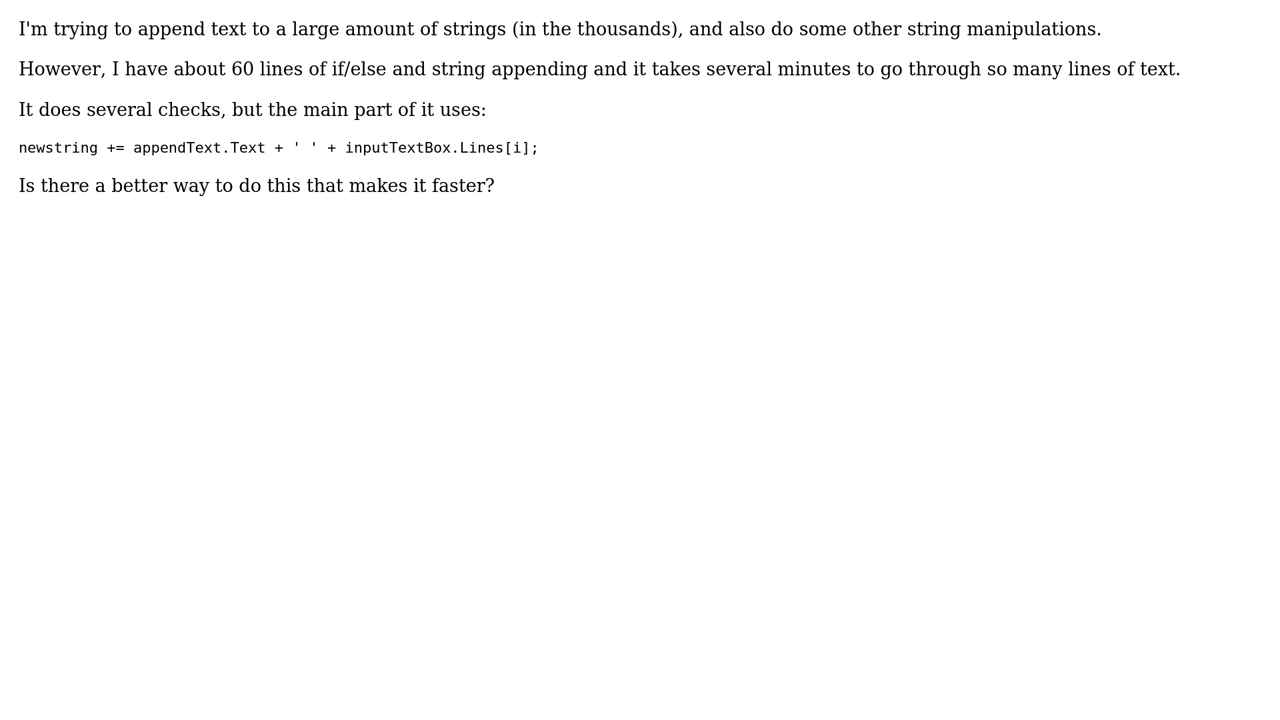 I'm trying to append text to a large amount of strings (in the thousands), and also do some other string manipulations.
However, I have about 60 lines of if/else and string appending and it takes several minutes to go through so many lines of text.
It does several checks, but the main part of it uses:
newstring += appendText.Text + ' ' + inputTextBox.Lines[i];
Is there a better way to do this that makes it faster?